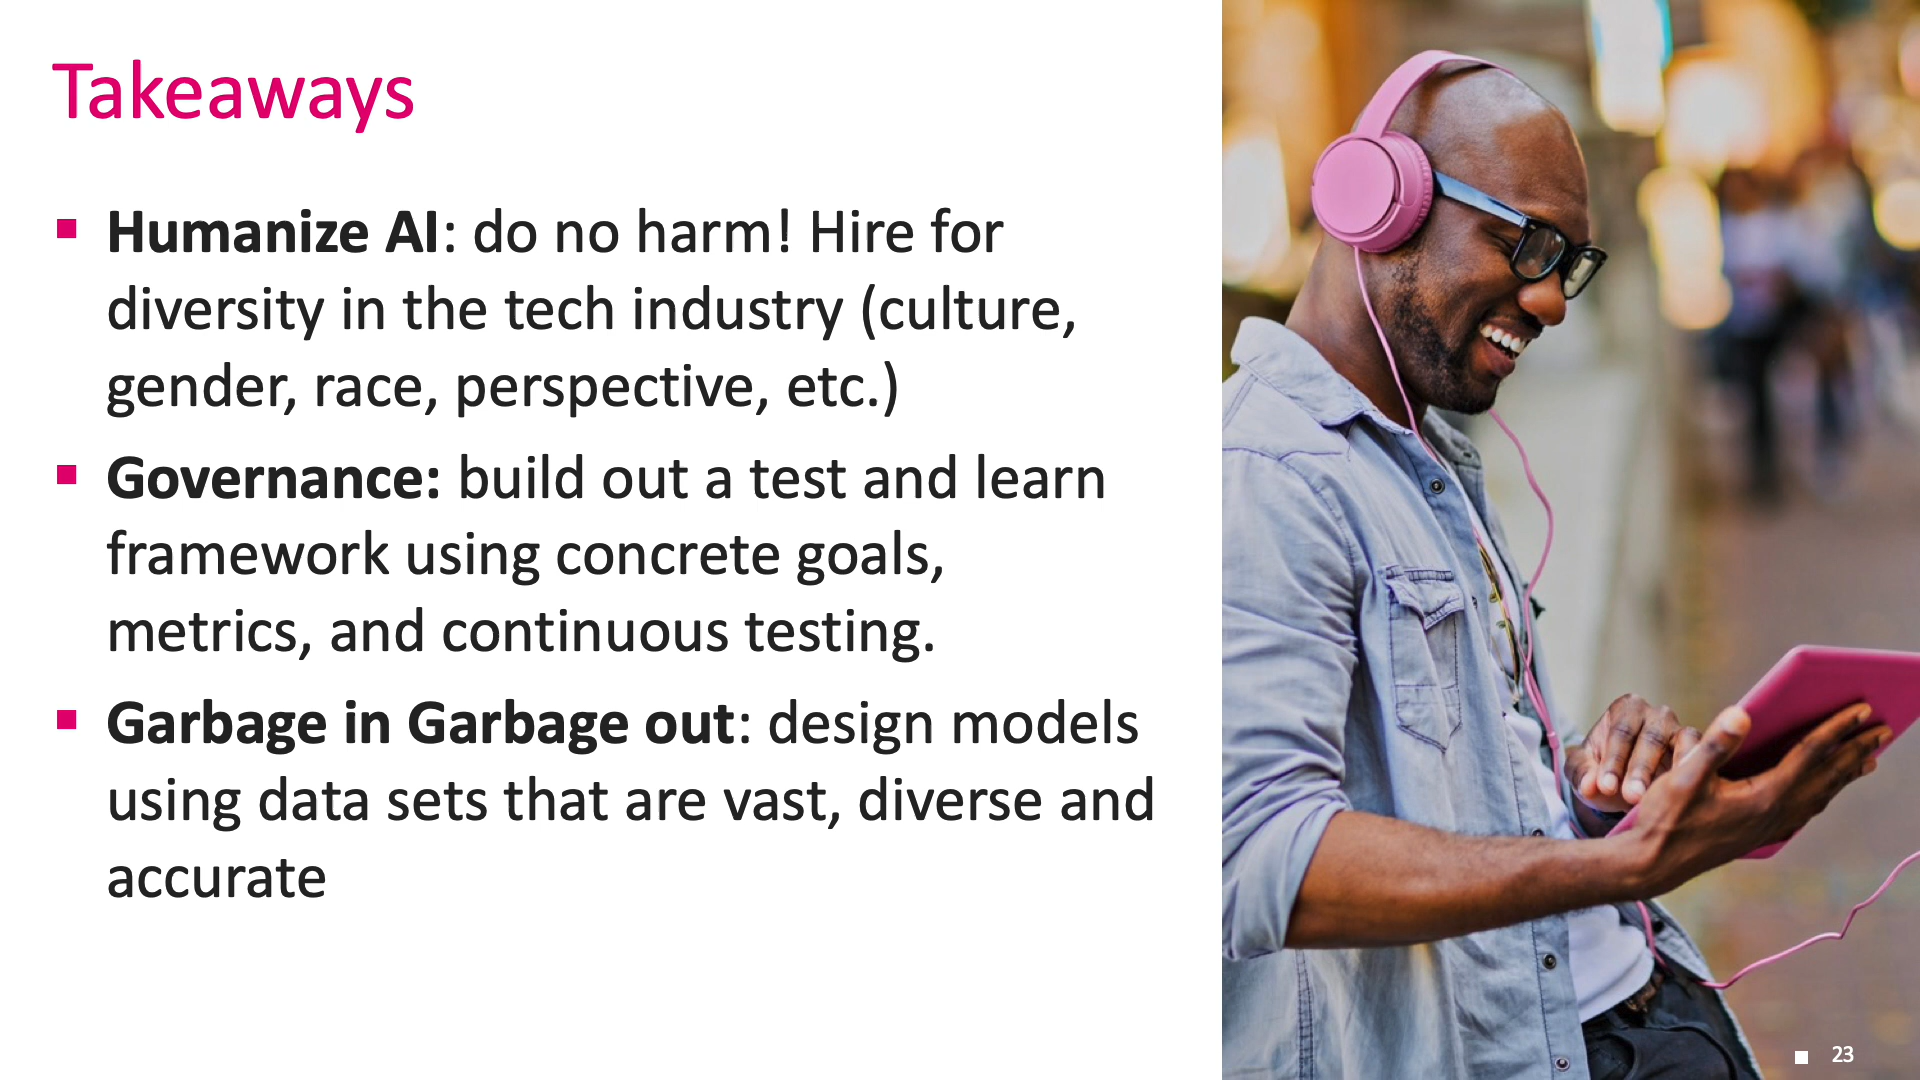 Takeaways
Humanize AI: do no harm! Hire for
diversity in the tech industry (culture,
gender, race, perspective, etc.)
Governance: build out a test and learn
framework using concrete goals,
metrics, and continuous testing.
Garbage in Garbage out: design models
using data sets that are vast, diverse and
accurate
23